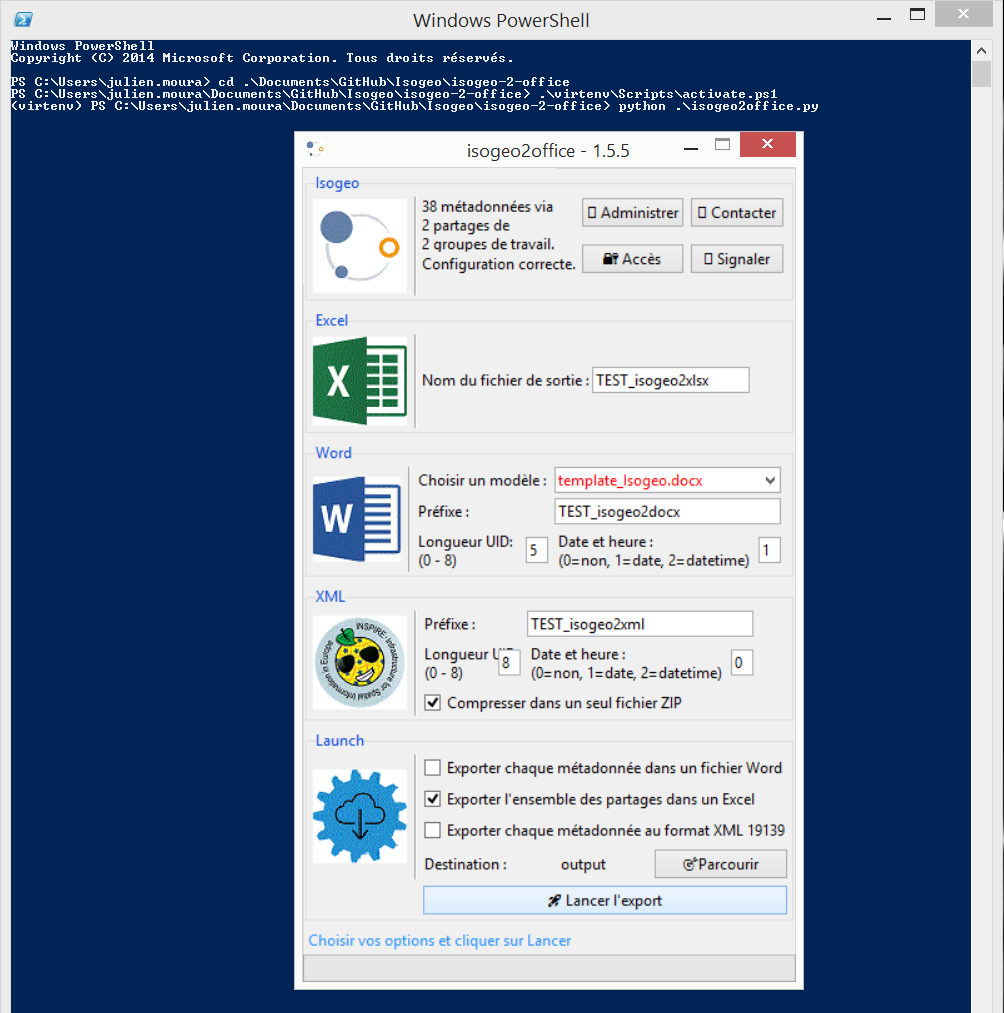 Windows PowerShell
Windows PowerShell
Copyright (C) 2014 Microsoft Corporation. Tous droits réservés.
PS C:\Users\julien.moura> cd .\Documents\GitHub\Isogeo\isogeo-2-office
PS C:\Users\julien.moura\Documents\GitHub\Isogeo\isogeo-2-office> .\virtenv\Scripts\activate.ps1
(virtenv) PS C:\Users\julien.moura\Documents\GitHub\Isogeo\isogeo-2-office> python .\isogeo2office.py
isogeo2office - 1.5.5
Isogeo
38 métadonnées via
2 partages de
2 groupes de travail.
Configuration correcte.
Administrer
Contacter
Accès
Signaler
Excel
X
Nom du fichier de sortie : TEST_isogeo2xlsx
Word
W
Choisir un modèle : template_Isogeo.docx
Préfixe : TEST_isogeo2docx
Longueur UID:
(0 - 8)
5
Date et heure :
(0=non, 1=date, 2=datetime)
1
XML
INSPIRE · Infrastructure for Spatial Information in Europe
Préfixe : TEST_isogeo2xml
Longueur
(0 - 8)
8
Date et heure :
(0=non, 1=date, 2=datetime)
0
Compresser dans un seul fichier ZIP
Launch
Exporter chaque métadonnée dans un fichier Word
Exporter l'ensemble des partages dans un Excel
Exporter chaque métadonnée au format XML 19139
Destination : output Parcourir
Lancer l'export
Choisir vos options et cliquer sur Lancer